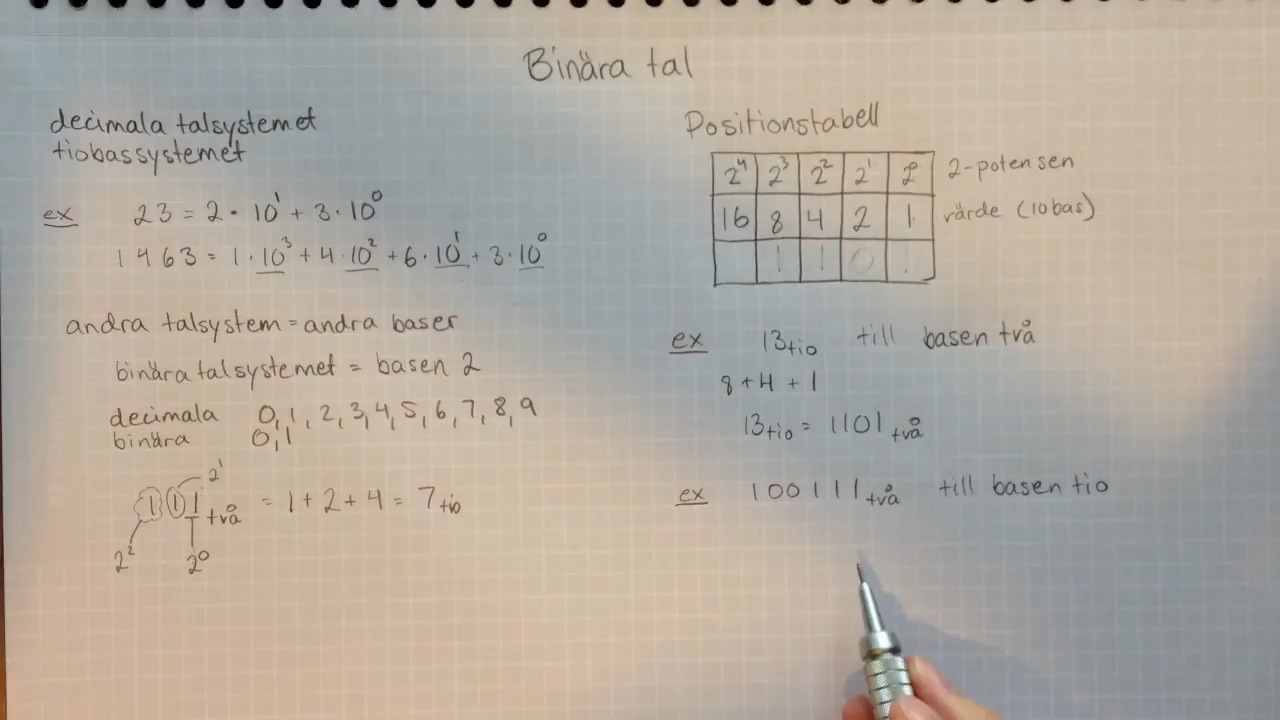 Binära tal
decimala talsystemet
tiobassystemet
ex 23 = 2 · 10¹ + 3 · 10⁰
1463 = 1 · 10³ + 4 · 10² + 6 · 10¹ + 3 · 10⁰
andra talsystem = andra baser
binära talsystemet = basen 2
decimala 0, 1, 2, 3, 4, 5, 6, 7, 8, 9
binära 0, 1
2¹
111två = 1 + 2 + 4 = 7tio
2² 2⁰
Positionstabell
2⁴ 2³ 2² 2¹ 2⁰ 2-potensen
16 8 4 2 1 värde (10bas)
1 1 0
ex 13tio till basen två
8 + 4 + 1
13tio = 1101två
ex 100111två till basen tio